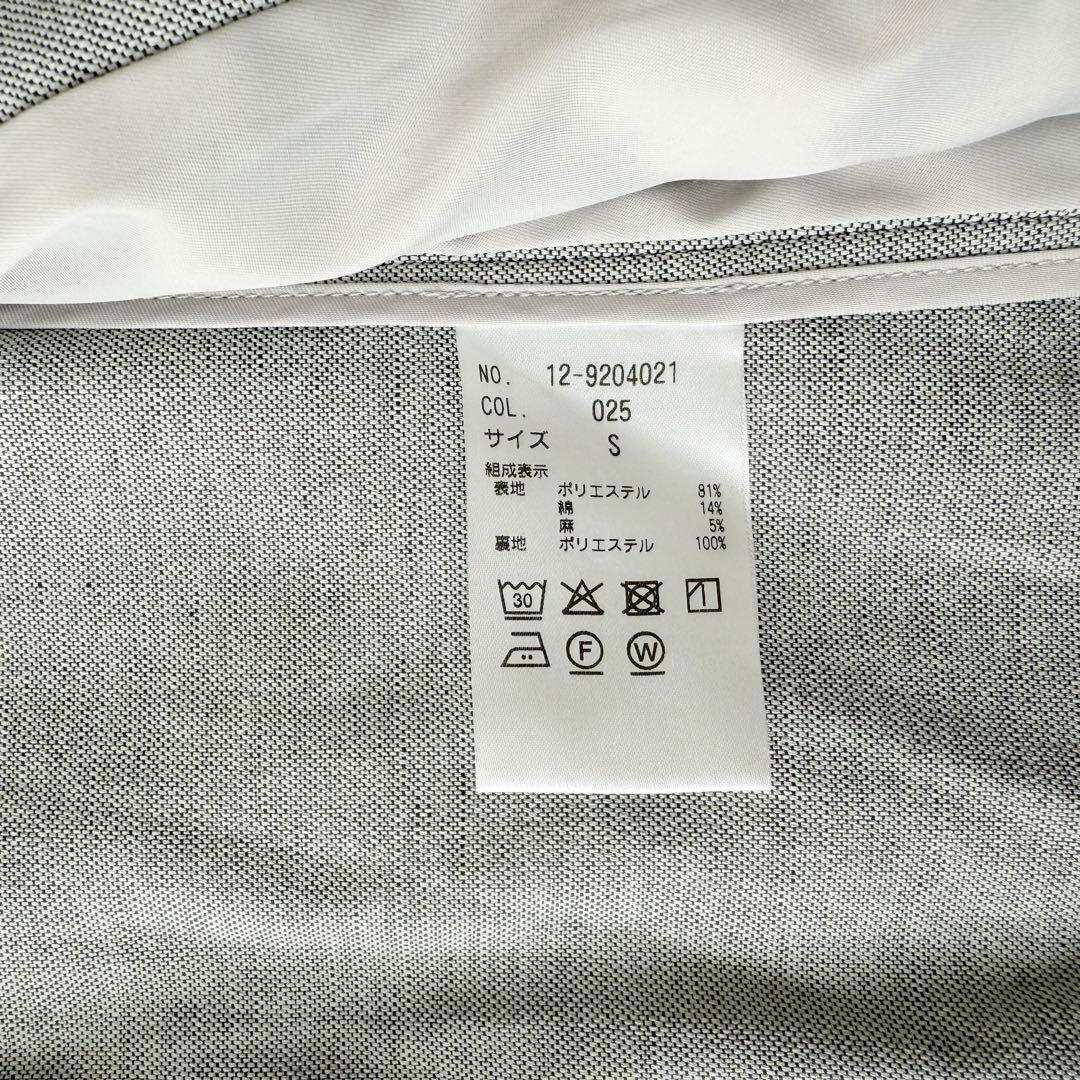 NO. 12-9204021
COL. 025
サイズ S
組成表示
表地 ポリエステル 81%
綿 14%
麻 5%
裏地 ポリエステル 100%
30
F W